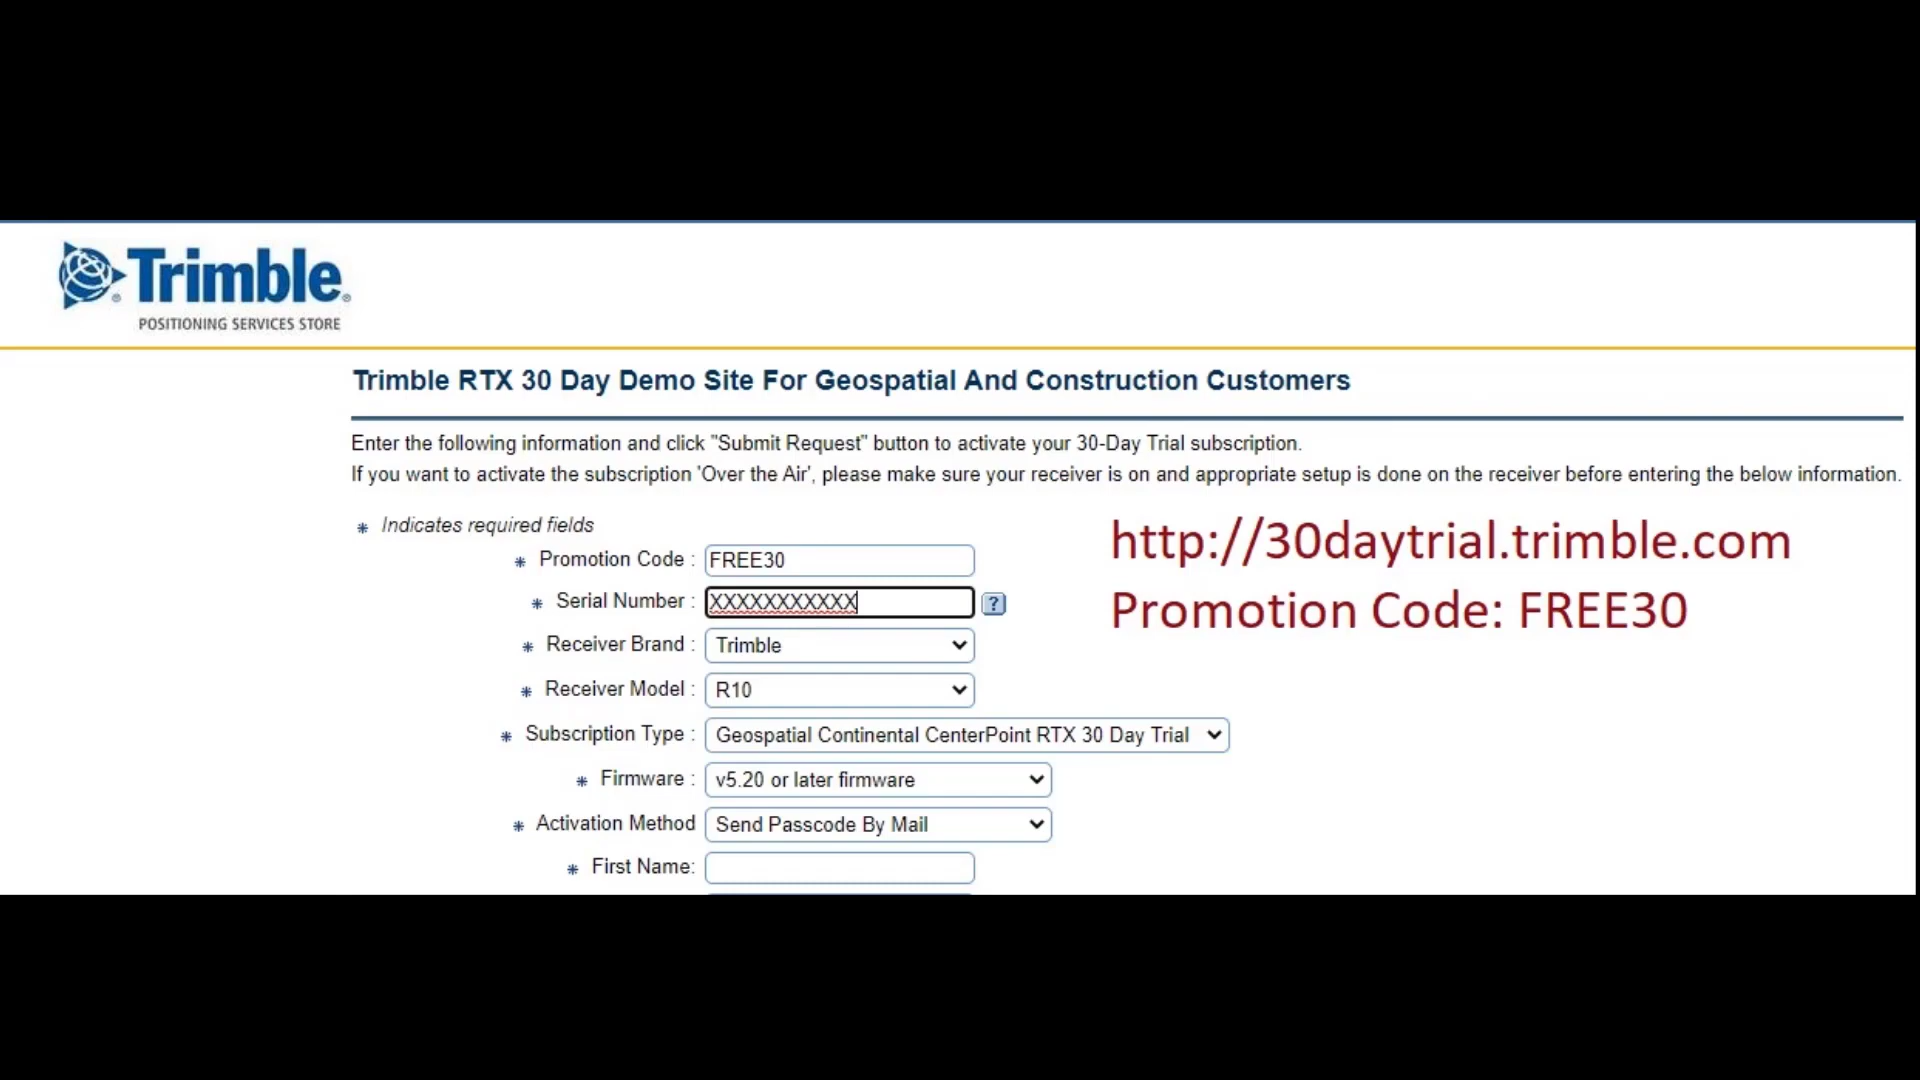 Trimble®
POSITIONING SERVICES STORE
Trimble RTX 30 Day Demo Site For Geospatial And Construction Customers
Enter the following information and click "Submit Request" button to activate your 30-Day Trial subscription.
If you want to activate the subscription 'Over the Air', please make sure your receiver is on and appropriate setup is done on the receiver before entering the below information.
* Indicates required fields
http://30daytrial.trimble.com
* Promotion Code : FREE30
* Serial Number : XXXXXXXXXXX ?
Promotion Code: FREE30
* Receiver Brand : Trimble
* Receiver Model : R10
* Subscription Type : Geospatial Continental CenterPoint RTX 30 Day Trial
* Firmware : v5.20 or later firmware
* Activation Method Send Passcode By Mail
* First Name: